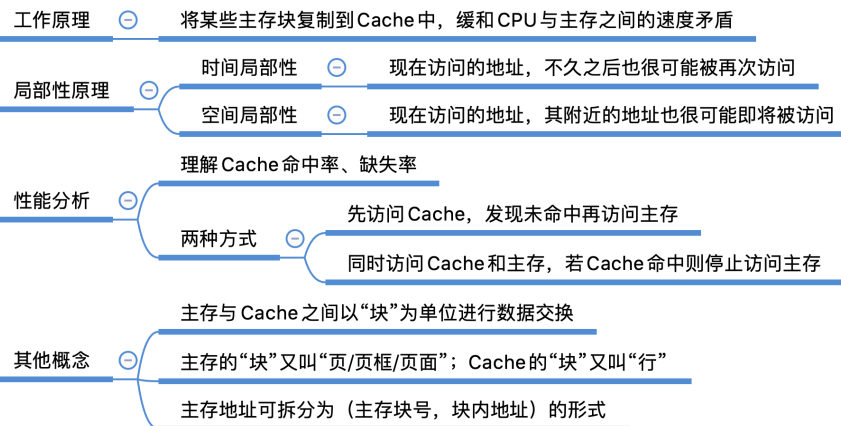 工作原理
将某些主存块复制到Cache中，缓和CPU与主存之间的速度矛盾
局部性原理
时间局部性
现在访问的地址，不久之后也很可能被再次访问
空间局部性
现在访问的地址，其附近的地址也很可能即将被访问
性能分析
理解Cache命中率、缺失率
两种方式
先访问Cache，发现未命中再访问主存
同时访问Cache和主存，若Cache命中则停止访问主存
其他概念
主存与Cache之间以“块”为单位进行数据交换
主存的“块”又叫“页/页框/页面”；Cache的“块”又叫“行”
主存地址可拆分为（主存块号，块内地址）的形式